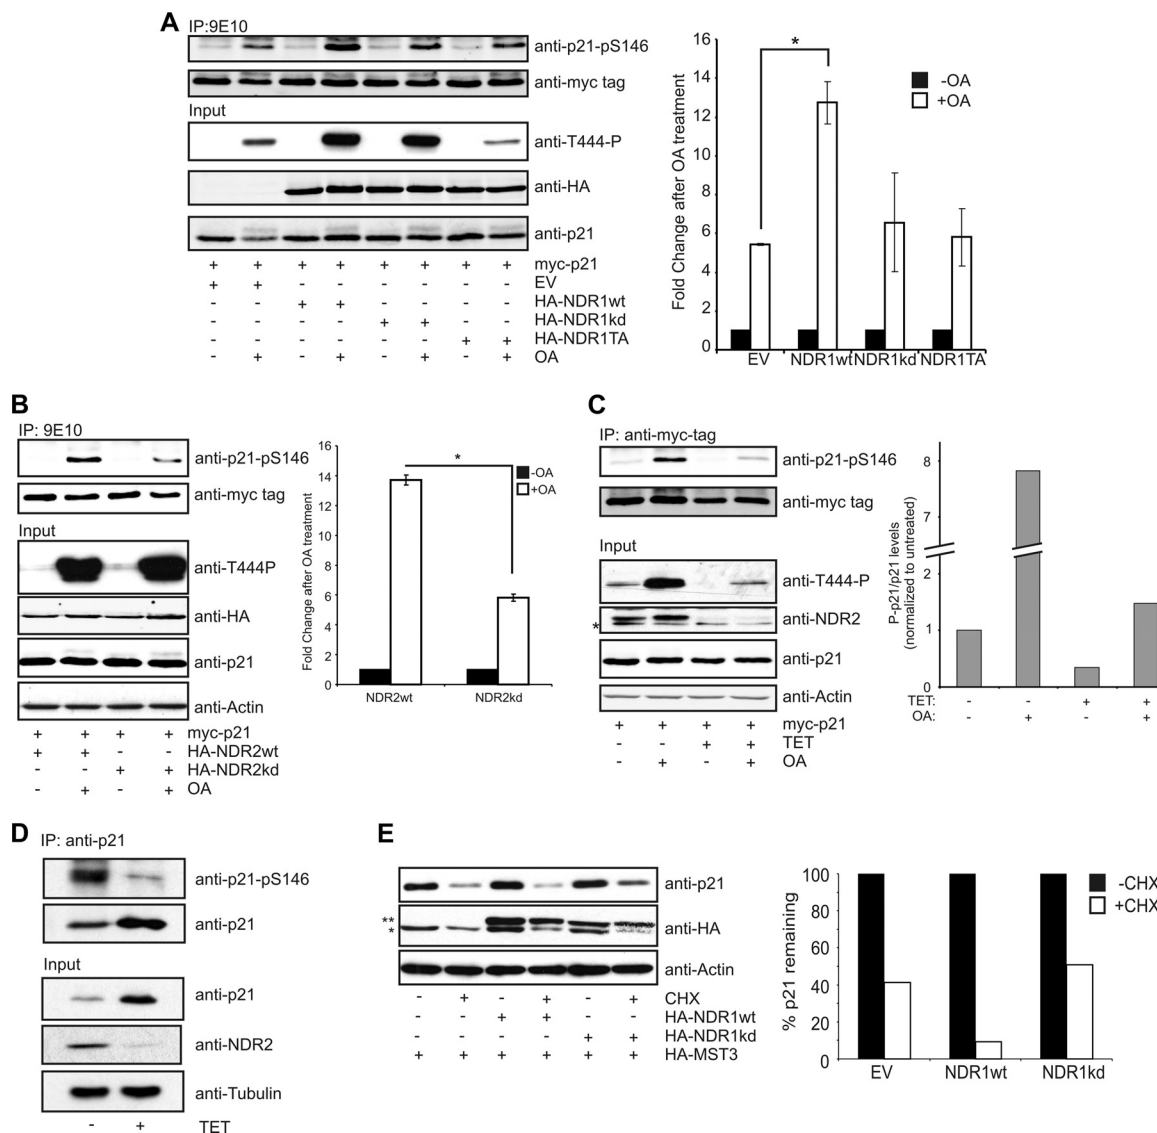 A
IP:9E10
anti-p21-pS146
anti-myc tag
Input
anti-T444-P
anti-HA
anti-p21
+ + + + + + + + myc-p21
+ + - - - - - - EV
- - + + - - - - HA-NDR1wt
- - - - + + - - HA-NDR1kd
- - - - - - + + HA-NDR1TA
- + - + - + - + OA
Fold Change after OA treatment
16
14
12
10
8
6
4
2
0
*
-OA
+OA
EV NDR1wt NDR1kd NDR1TA
B
IP: 9E10
anti-p21-pS146
anti-myc tag
Input
anti-T444P
anti-HA
anti-p21
anti-Actin
+ + + + myc-p21
+ + - - HA-NDR2wt
- - + + HA-NDR2kd
- + - + OA
Fold Change after OA treatment
16
14
12
10
8
6
4
2
0
*
-OA
+OA
NDR2wt NDR2kd
C
IP: anti-myc-tag
anti-p21-pS146
anti-myc tag
Input
anti-T444-P
anti-NDR2
*
anti-p21
anti-Actin
+ + + + myc-p21
- - + + TET
- + - + OA
P-p21/p21 levels
(normalized to untreated)
8
7
2
1
0
TET: - - + +
OA: - + - +
D
IP: anti-p21
anti-p21-pS146
anti-p21
Input
anti-p21
anti-NDR2
anti-Tubulin
- + TET
E
anti-p21
**
*
anti-HA
anti-Actin
- + - + - + CHX
- - + + - - HA-NDR1wt
- - - - + + HA-NDR1kd
+ + + + + + HA-MST3
% p21 remaining
100
80
60
40
20
0
-CHX
+CHX
EV NDR1wt NDR1kd